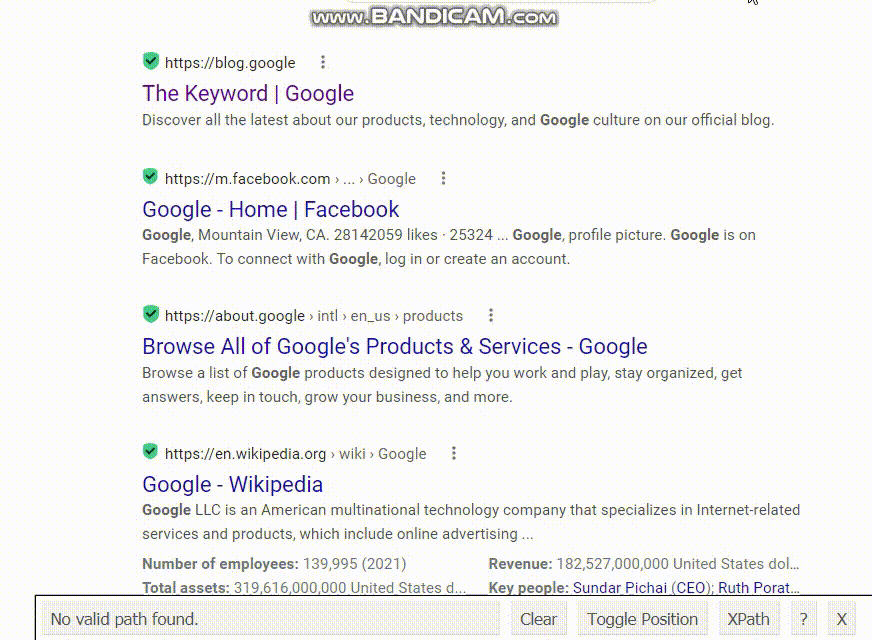 www.BANDICAM.com
https://blog.google
The Keyword | Google
Discover all the latest about our products, technology, and Google culture on our official blog.
https://m.facebook.com › ... › Google
Google - Home | Facebook
Google, Mountain View, CA. 28142059 likes · 25324 ... Google, profile picture. Google is on
Facebook. To connect with Google, log in or create an account.
https://about.google › intl › en_us › products
Browse All of Google's Products & Services - Google
Browse a list of Google products designed to help you work and play, stay organized, get
answers, keep in touch, grow your business, and more.
https://en.wikipedia.org › wiki › Google
Google - Wikipedia
Google LLC is an American multinational technology company that specializes in Internet-related
services and products, which include online advertising ...
Number of employees: 139,995 (2021) Revenue: 182,527,000,000 United States dol...
Total assets: 319,616,000,000 United States d... Key people: Sundar Pichai (CEO); Ruth Porat...
No valid path found. Clear Toggle Position XPath ? X